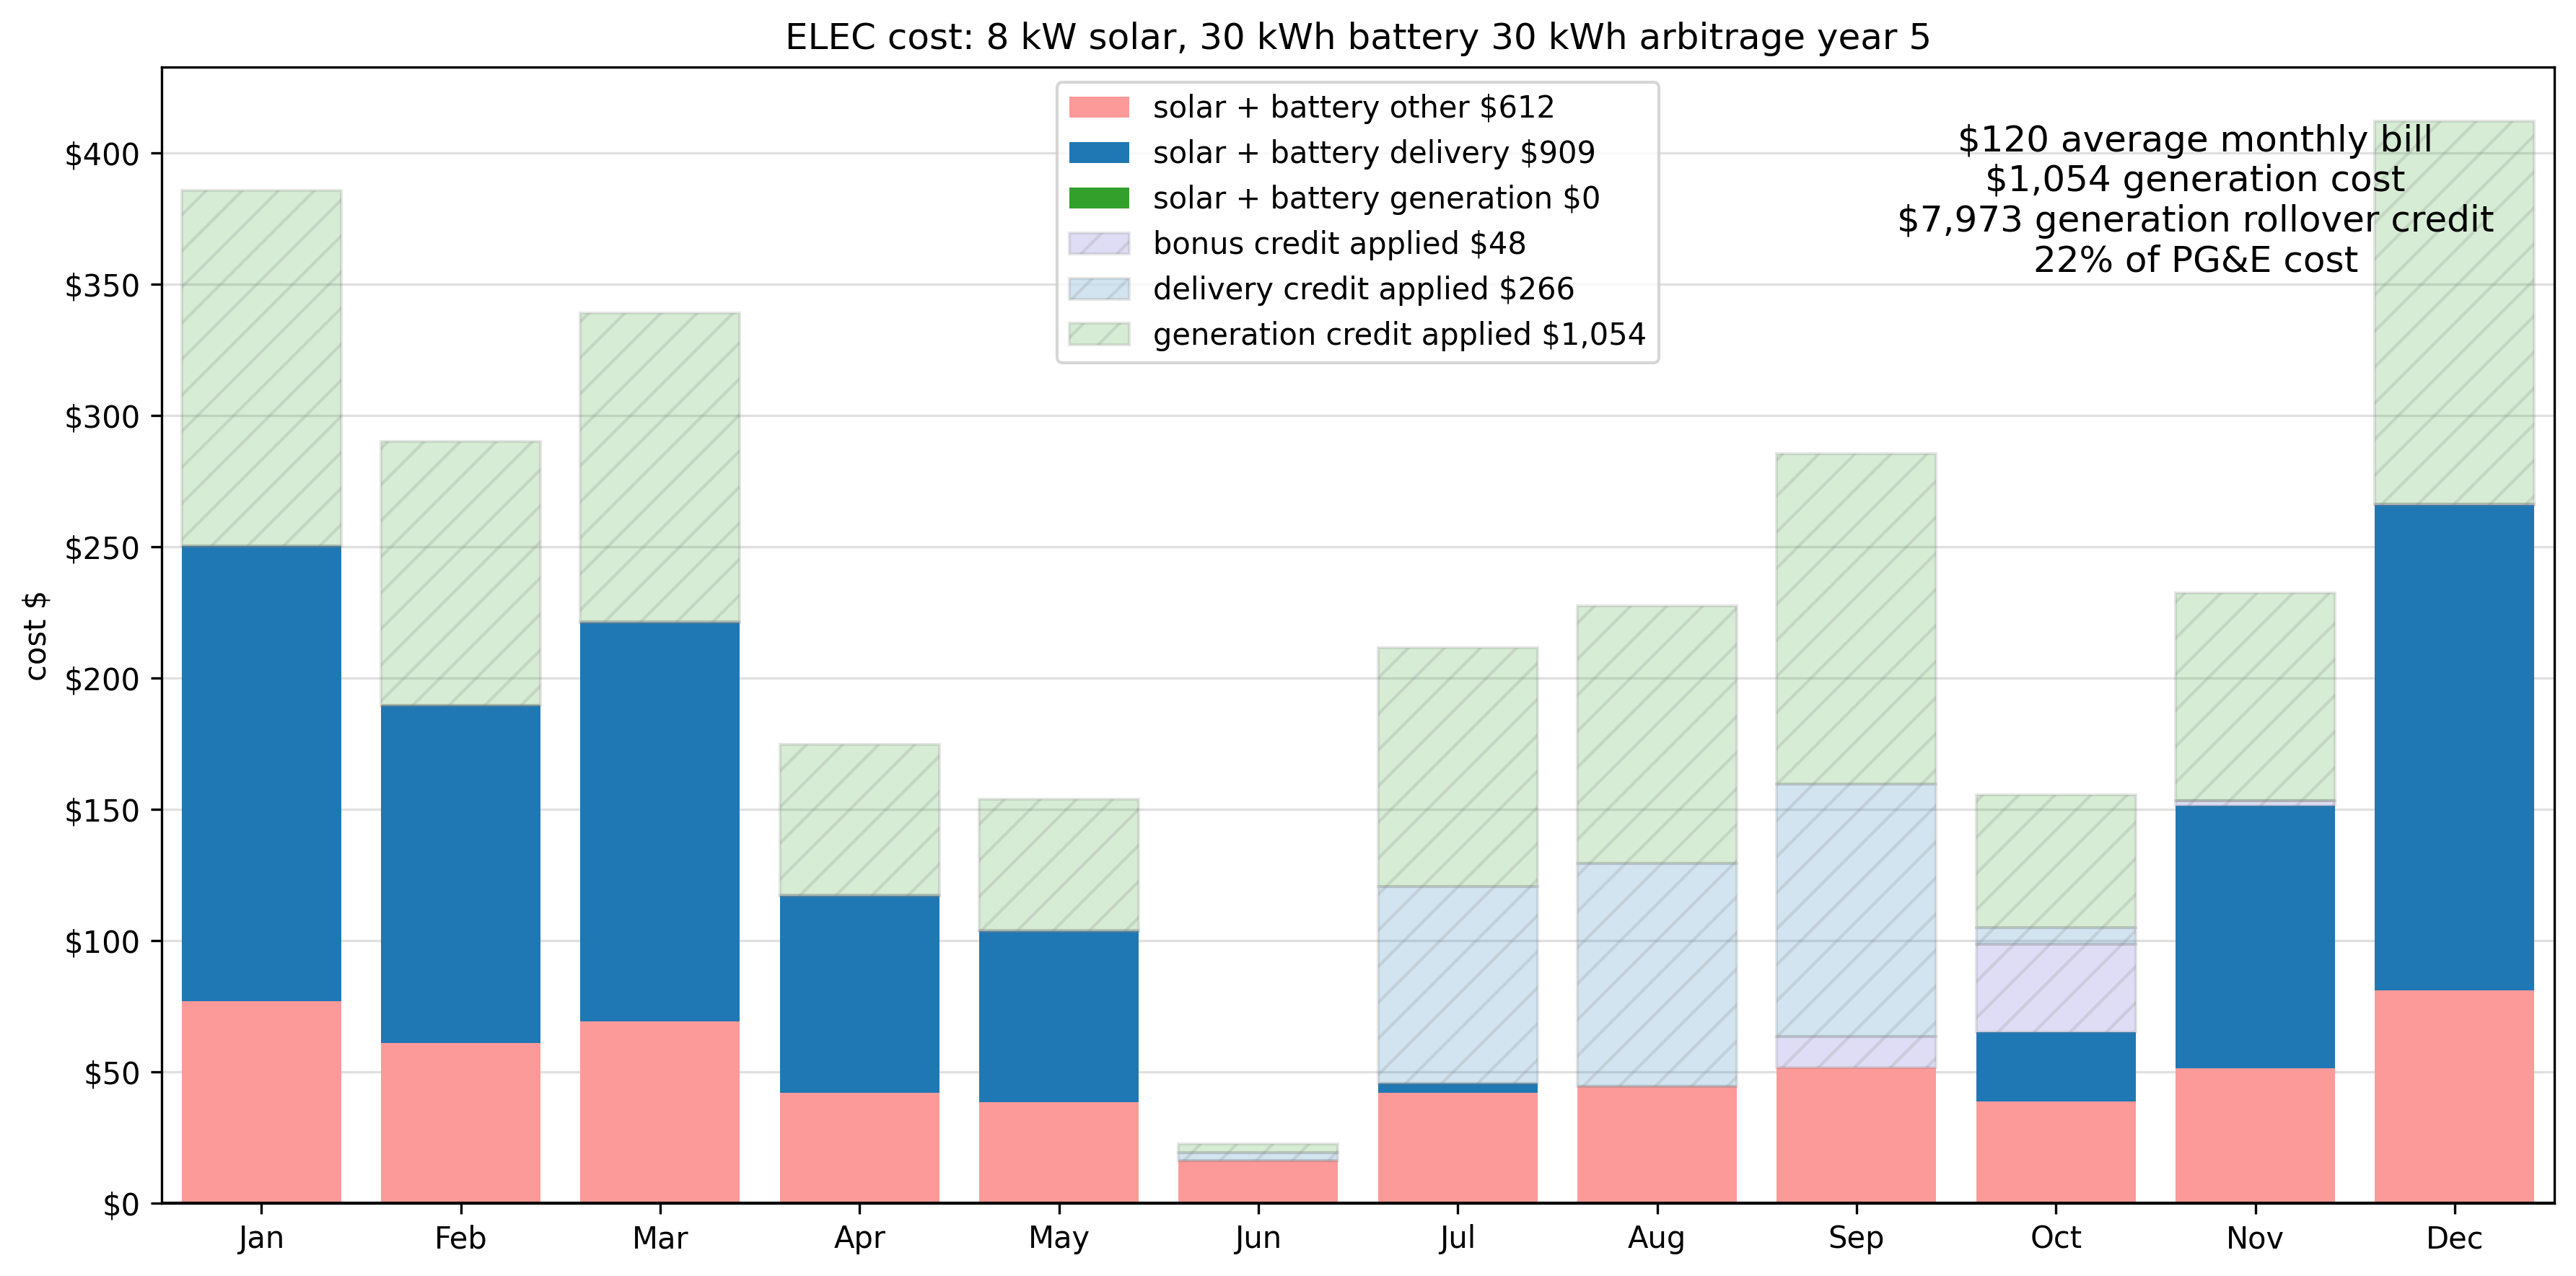 ELEC cost: 8 kW solar, 30 kWh battery 30 kWh arbitrage year 5
solar + battery other $612
solar + battery delivery $909
solar + battery generation $0
bonus credit applied $48
delivery credit applied $266
generation credit applied $1,054
$120 average monthly bill
$1,054 generation cost
$7,973 generation rollover credit
22% of PG&E cost
cost $
$400
$350
$300
$250
$200
$150
$100
$50
$0
Jan Feb Mar Apr May Jun Jul Aug Sep Oct Nov Dec